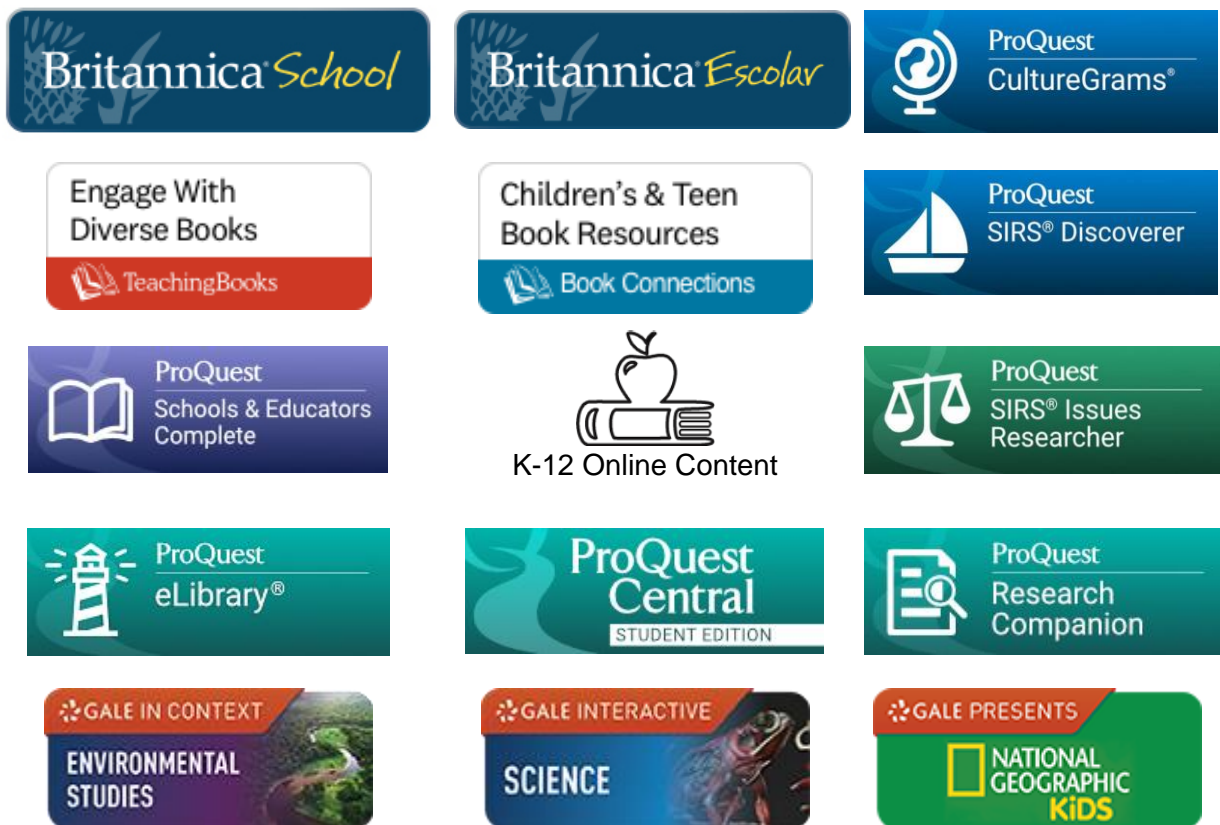 Britannica® School
Britannica® Escolar
ProQuest
CultureGrams®
Engage With
Diverse Books
TeachingBooks
Children's & Teen
Book Resources
Book Connections
ProQuest
SIRS® Discoverer
ProQuest
Schools & Educators
Complete
K-12 Online Content
ProQuest
SIRS® Issues
Researcher
ProQuest
eLibrary®
ProQuest
Central
STUDENT EDITION
ProQuest
Research
Companion
GALE IN CONTEXT
ENVIRONMENTAL
STUDIES
GALE INTERACTIVE
SCIENCE
GALE PRESENTS
NATIONAL
GEOGRAPHIC
KiDS